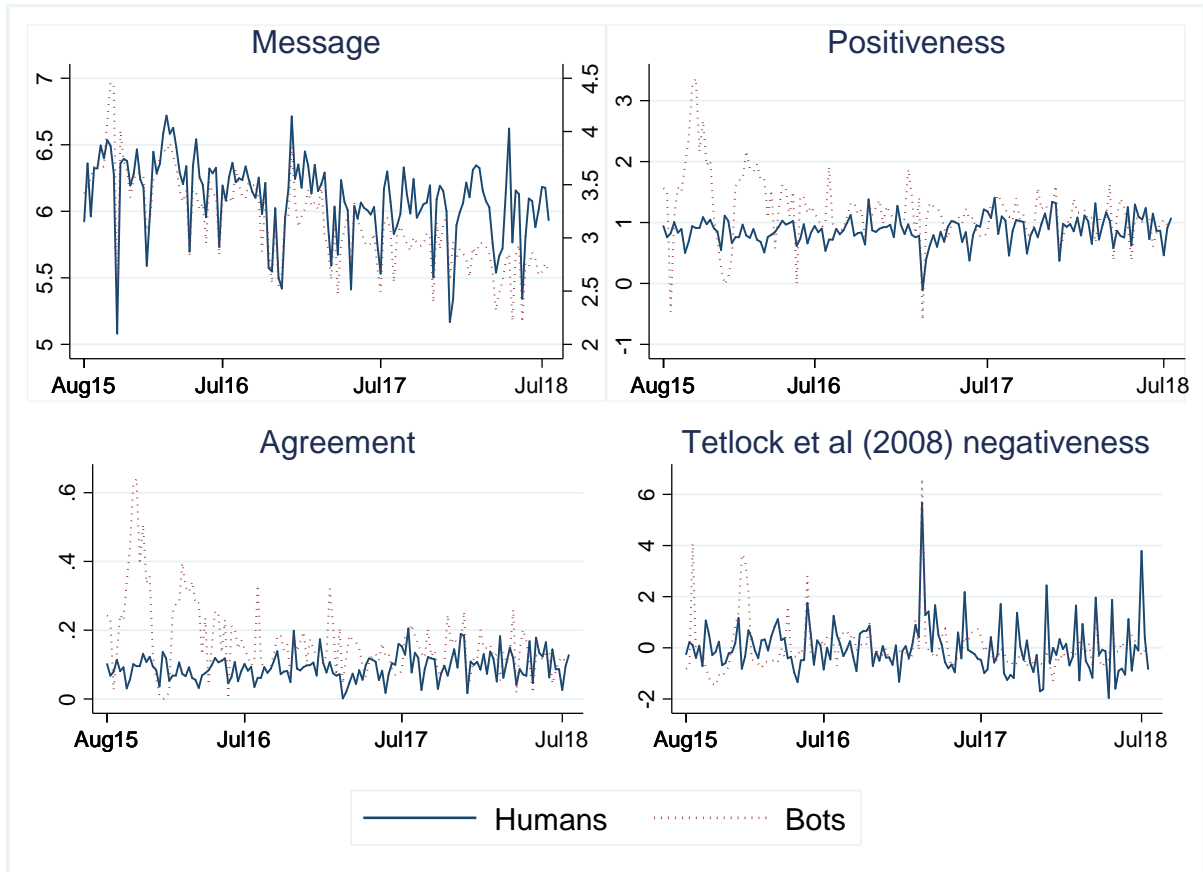 Message
7
6.5
6
5.5
5
4.5
4
3.5
3
2.5
2
Aug15 Jul16 Jul17 Jul18
Positiveness
3
2
1
0
-1
Aug15 Jul16 Jul17 Jul18
Agreement
.6
.4
.2
0
Aug15 Jul16 Jul17 Jul18
Tetlock et al (2008) negativeness
6
4
2
0
-2
Aug15 Jul16 Jul17 Jul18
Humans Bots